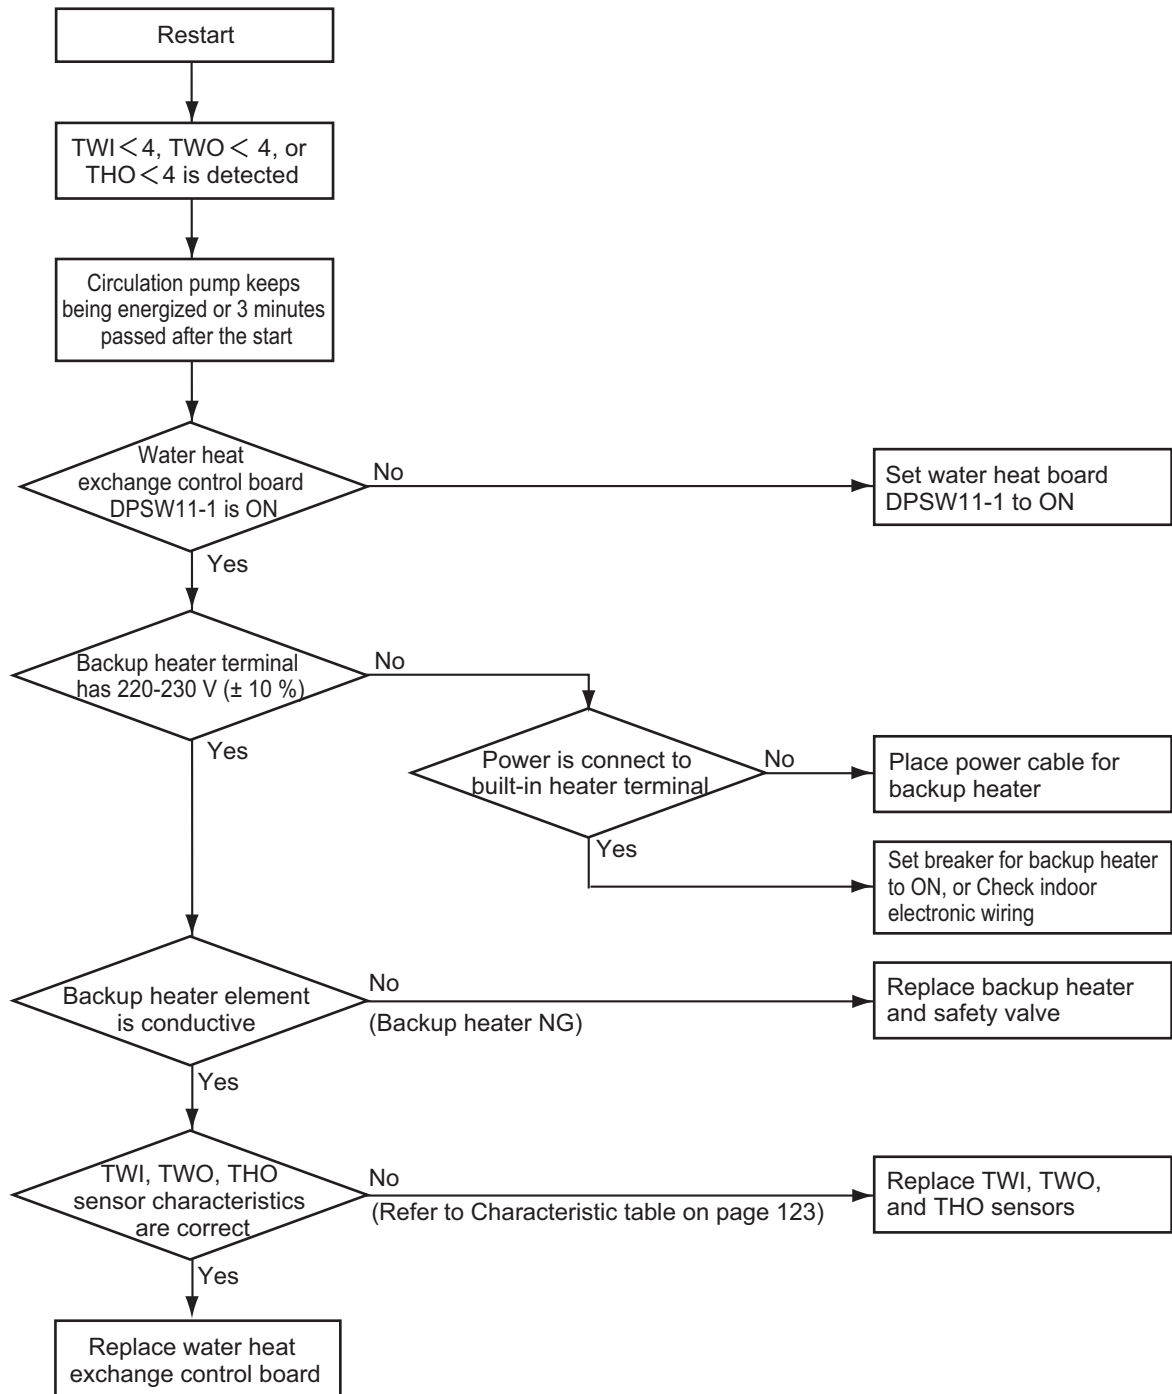 Restart
TWI<4, TWO< 4, or
THO<4 is detected
Circulation pump keeps
being energized or 3 minutes
passed after the start
Water heat
exchange control board
DPSW11-1 is ON
No
Set water heat board
DPSW11-1 to ON
Yes
Backup heater terminal
has 220-230 V (± 10 %)
No
Power is connect to
built-in heater terminal
No
Place power cable for
backup heater
Yes
Yes
Set breaker for backup heater
to ON, or Check indoor
electronic wiring
Backup heater element
is conductive
No
(Backup heater NG)
Replace backup heater
and safety valve
Yes
TWI, TWO, THO
sensor characteristics
are correct
No
(Refer to Characteristic table on page 123)
Replace TWI, TWO,
and THO sensors
Yes
Replace water heat
exchange control board